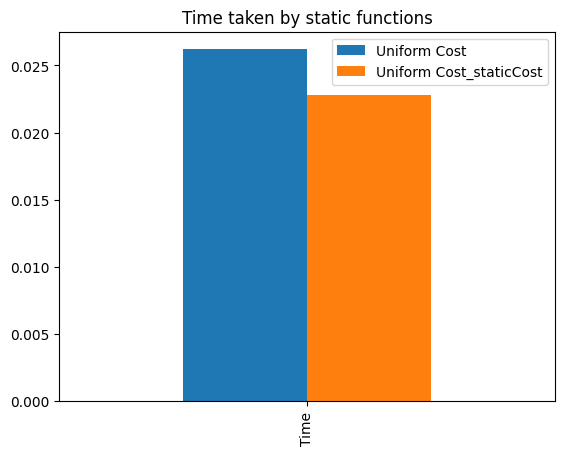 Time taken by static functions
Uniform Cost
Uniform Cost_staticCost
0.025
0.020
0.015
0.010
0.005
0.000
Time